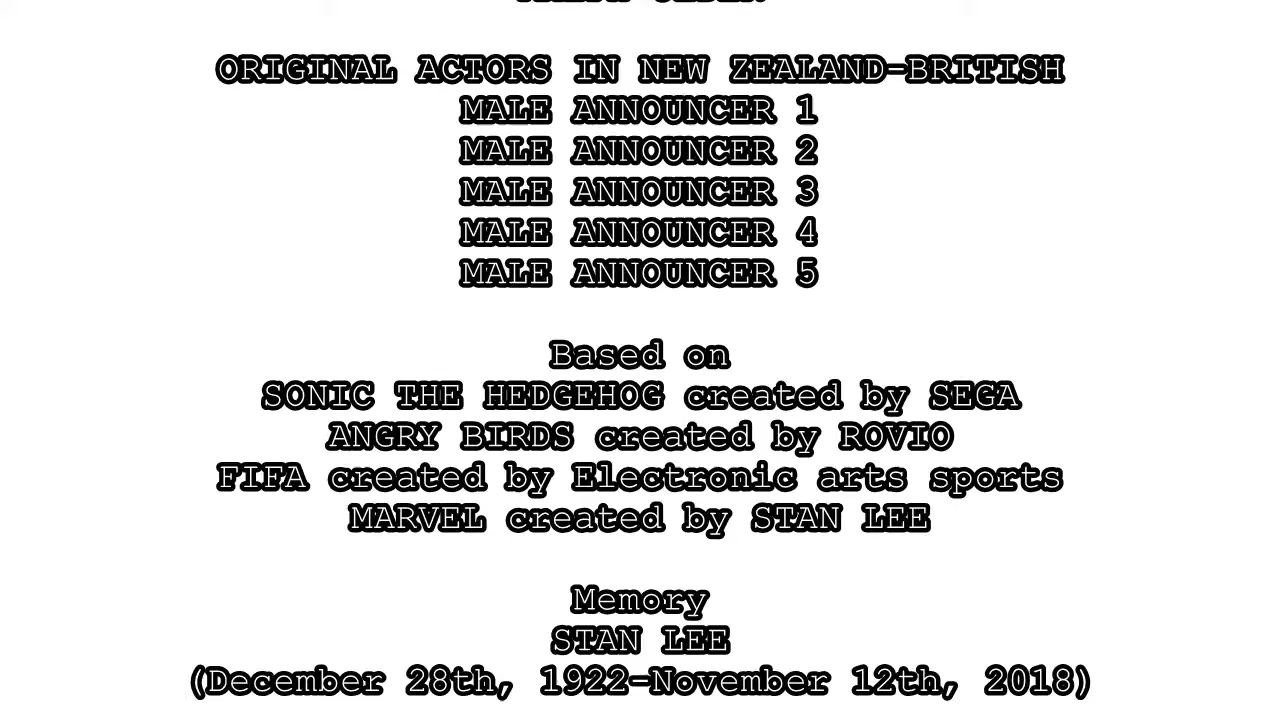 ORIGINAL ACTORS IN NEW ZEALAND-BRITISH
MALE ANNOUNCER 1
MALE ANNOUNCER 2
MALE ANNOUNCER 3
MALE ANNOUNCER 4
MALE ANNOUNCER 5
Based on
SONIC THE HEDGEHOG created by SEGA
ANGRY BIRDS created by ROVIO
FIFA created by Electronic arts sports
MARVEL created by STAN LEE
Memory
STAN LEE
(December 28th, 1922-November 12th, 2018)